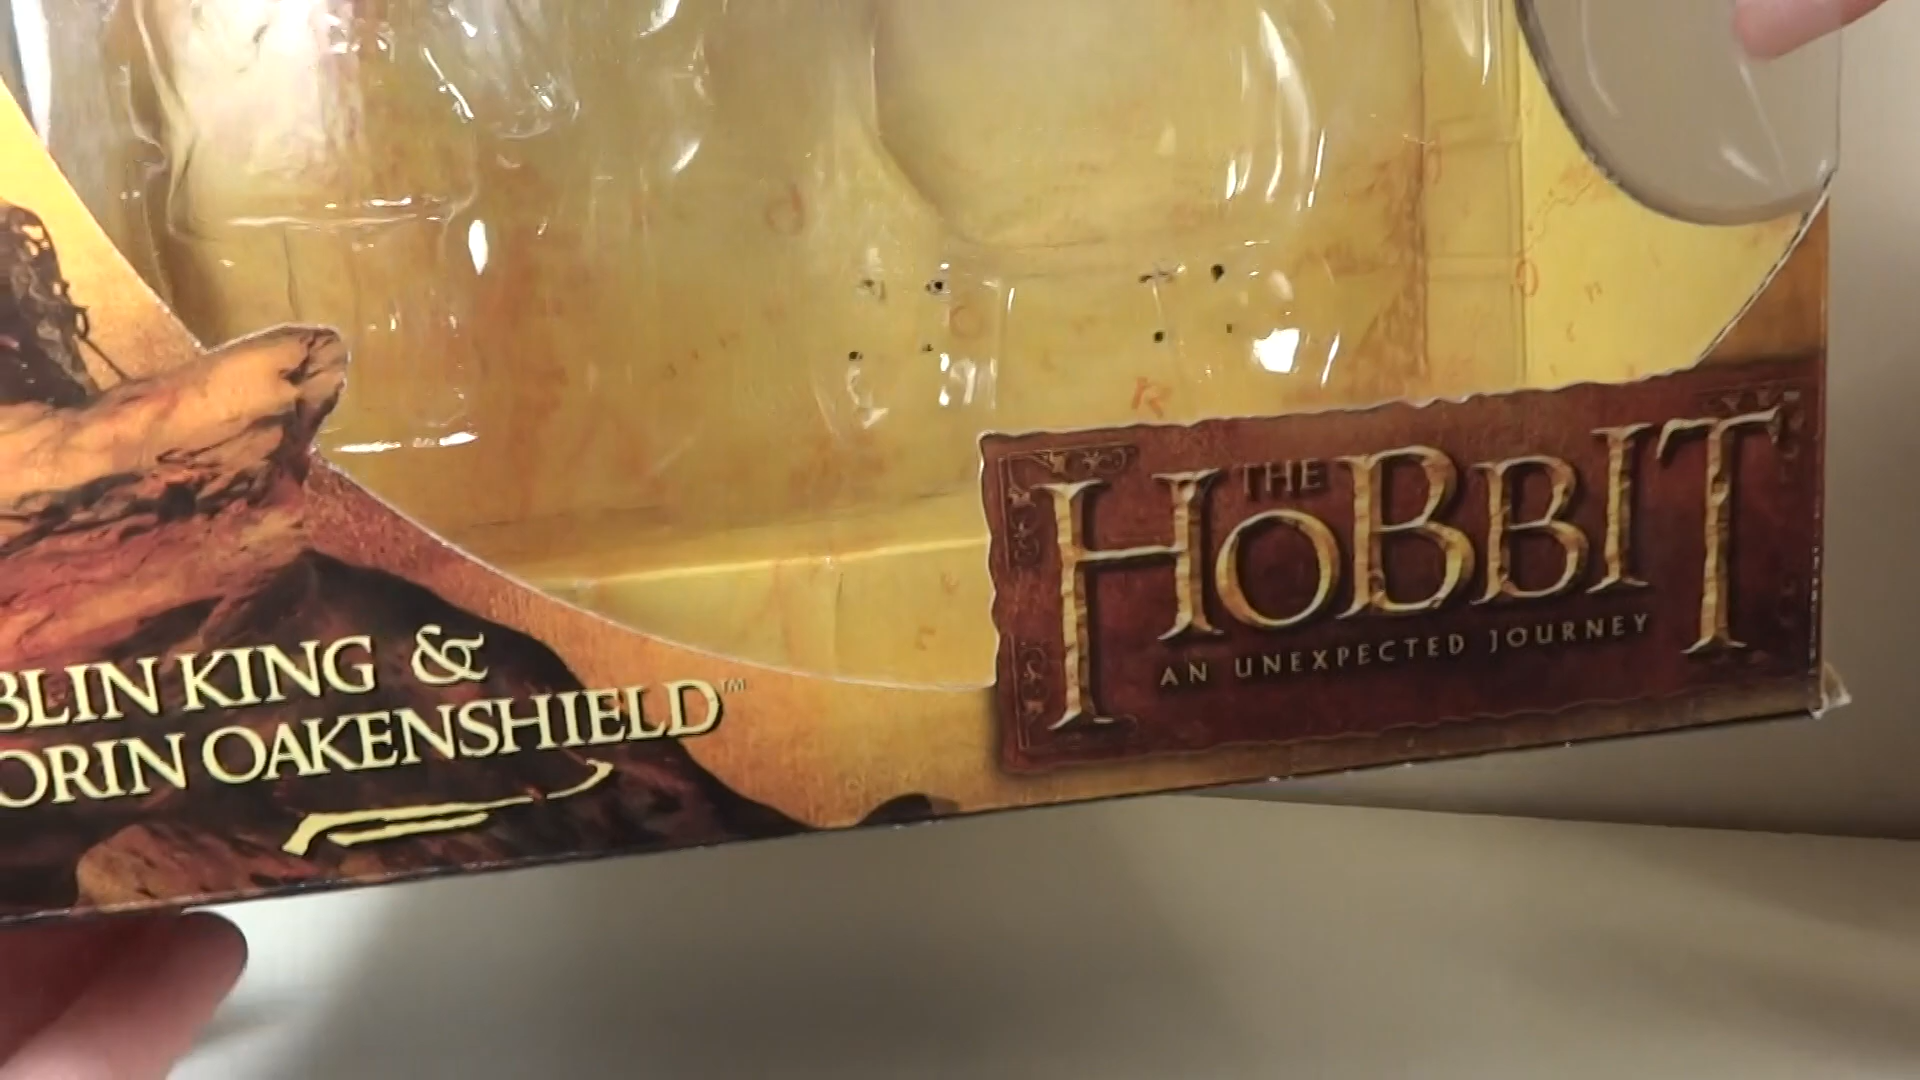 BLIN KING &
ORIN OAKENSHIELD™
THE
HOBBIT
AN UNEXPECTED JOURNEY